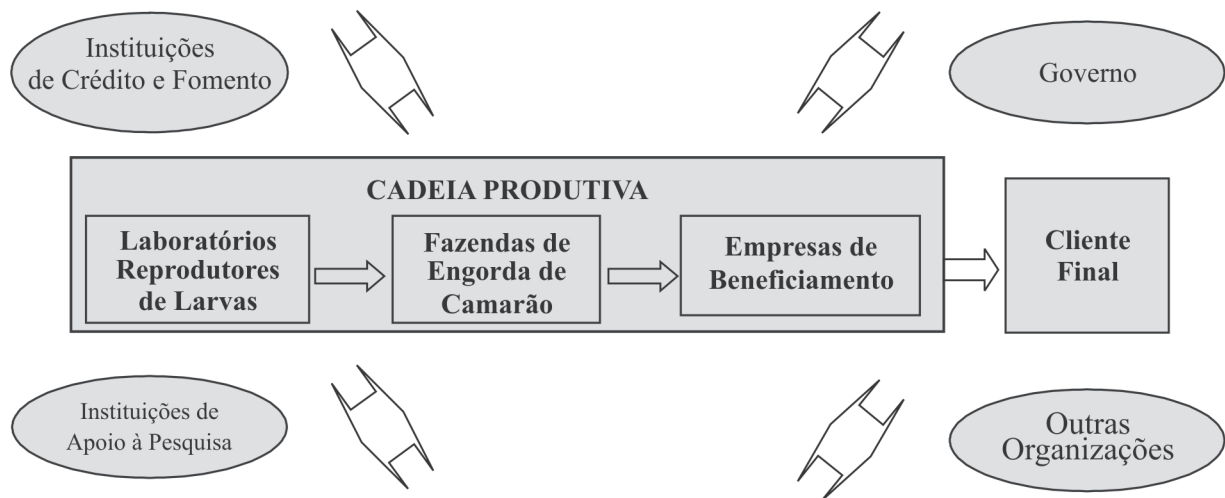 Instituições
de Crédito e Fomento
Governo
CADEIA PRODUTIVA
Laboratórios
Reprodutores
de Larvas
Fazendas de
Engorda de
Camarão
Empresas de
Beneficiamento
Cliente
Final
Instituições de
Apoio à Pesquisa
Outras
Organizações